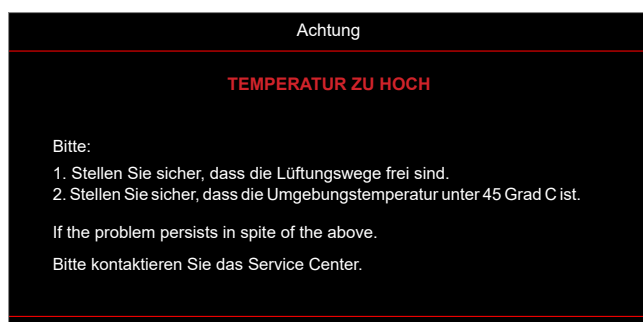 Achtung
TEMPERATUR ZU HOCH
Bitte:
1. Stellen Sie sicher, dass die Lüftungswege frei sind.
2. Stellen Sie sicher, dass die Umgebungstemperatur unter 45 Grad C ist.
If the problem persists in spite of the above.
Bitte kontaktieren Sie das Service Center.